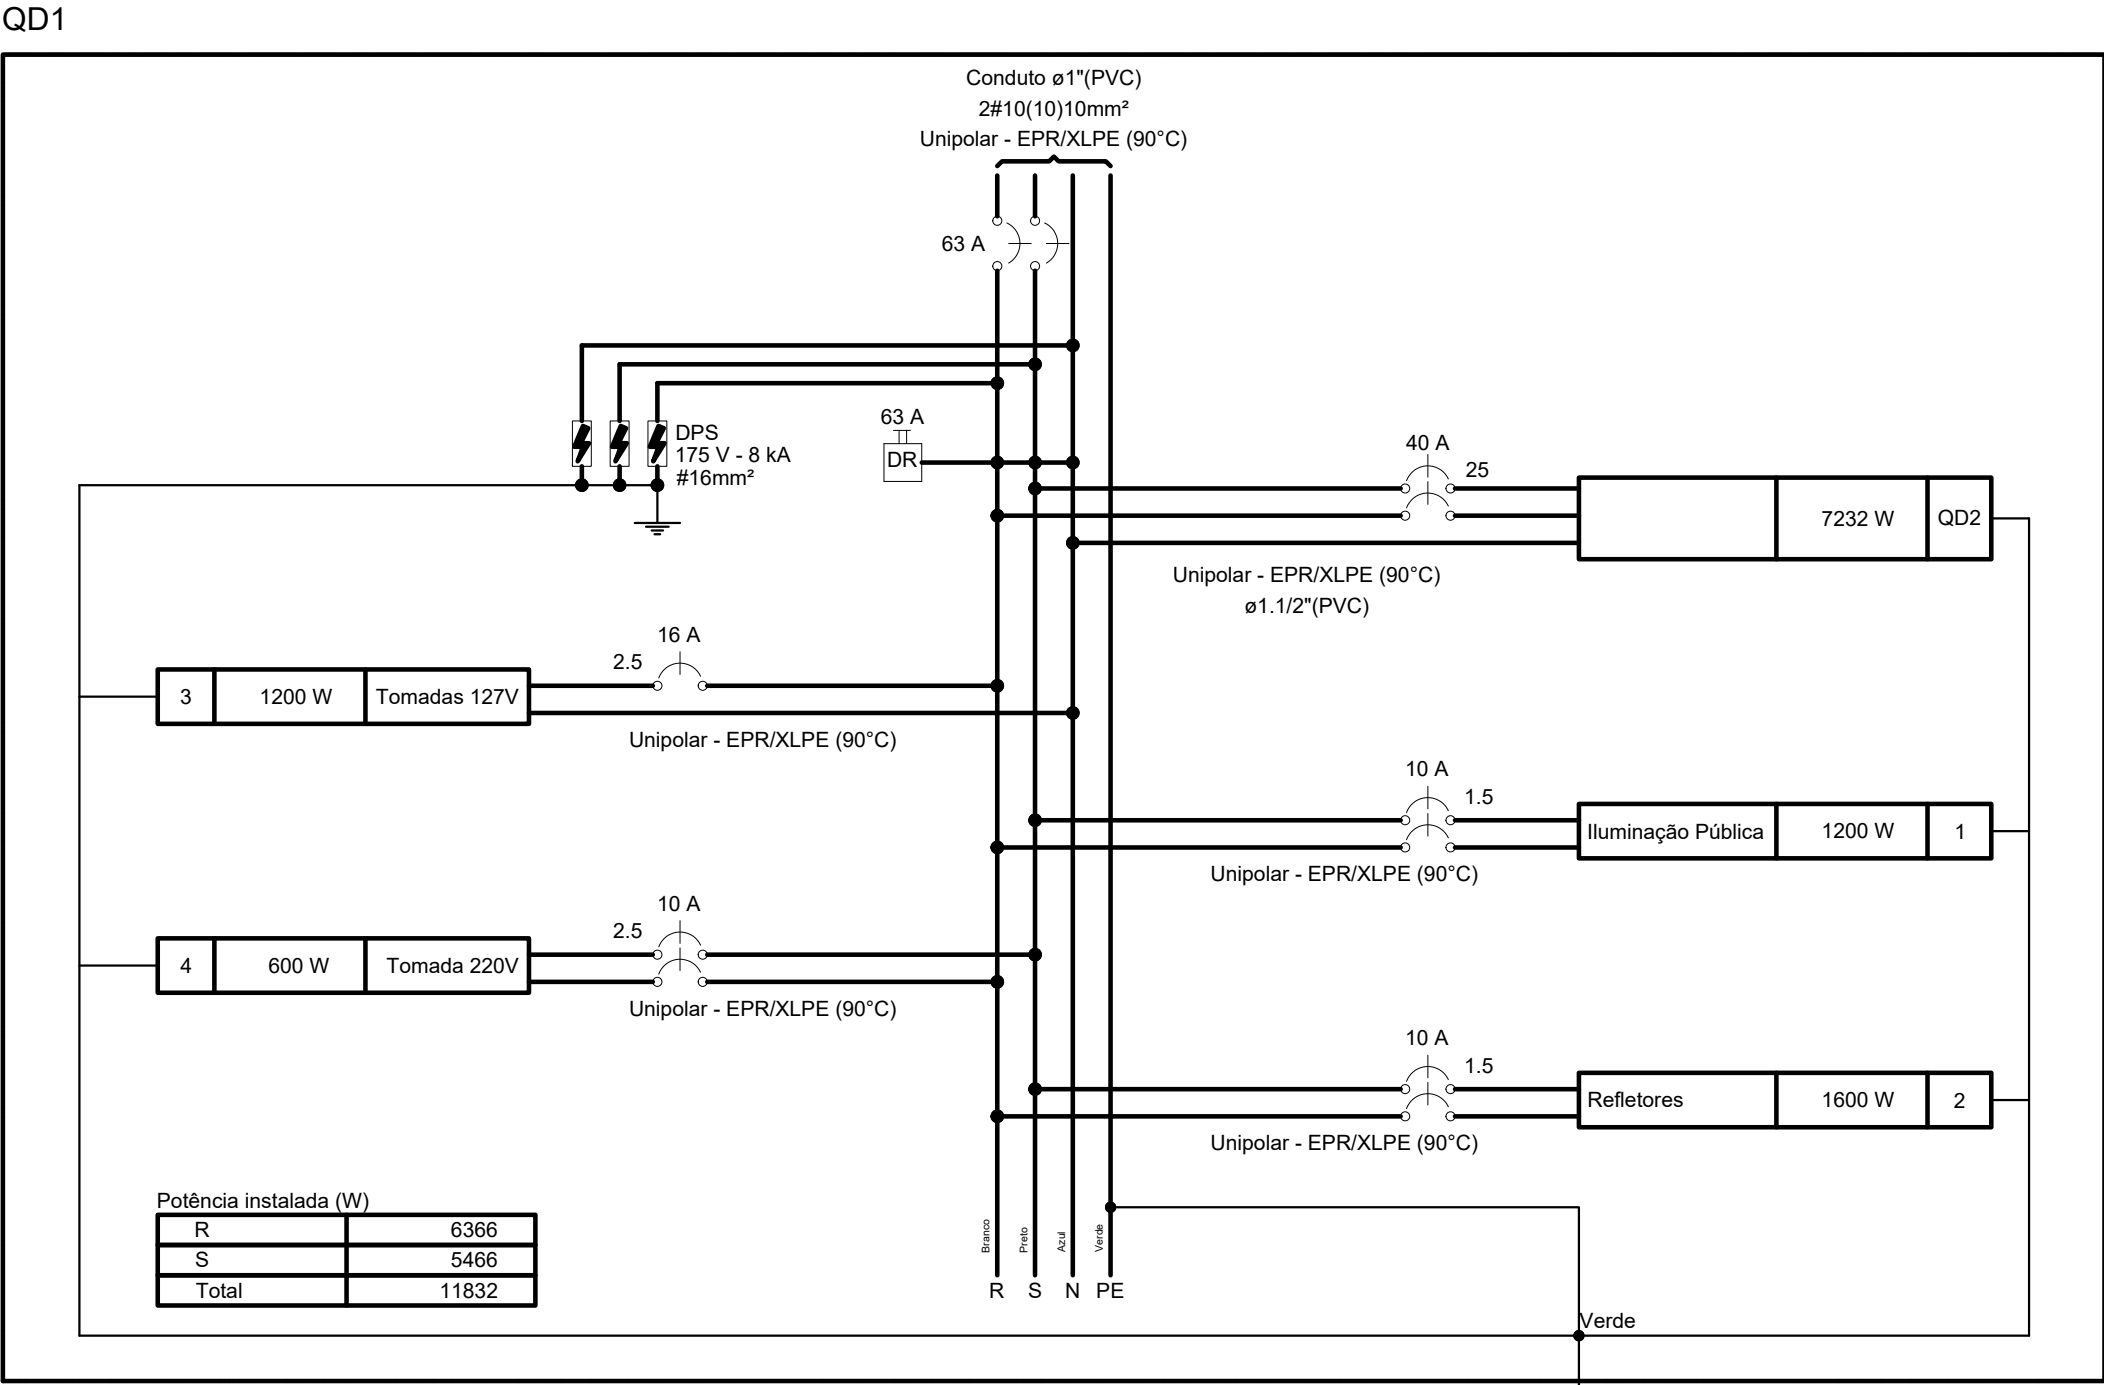 QD1
Conduto ø1"(PVC)
2#10(10)10mm²
Unipolar - EPR/XLPE (90°C)
63 A
DPS
175 V - 8 kA
#16mm²
63 A
DR
40 A
25
7232 W
QD2
Unipolar - EPR/XLPE (90°C)
ø1.1/2"(PVC)
16 A
2.5
3
1200 W
Tomadas 127V
Unipolar - EPR/XLPE (90°C)
10 A
1.5
Iluminação Pública
1200 W
1
Unipolar - EPR/XLPE (90°C)
10 A
2.5
4
600 W
Tomada 220V
Unipolar - EPR/XLPE (90°C)
10 A
1.5
Refletores
1600 W
2
Unipolar - EPR/XLPE (90°C)
Potência instalada (W)
R 6366
S 5466
Total 11832
Branco
Preto
Azul
Verde
R S N PE
Verde